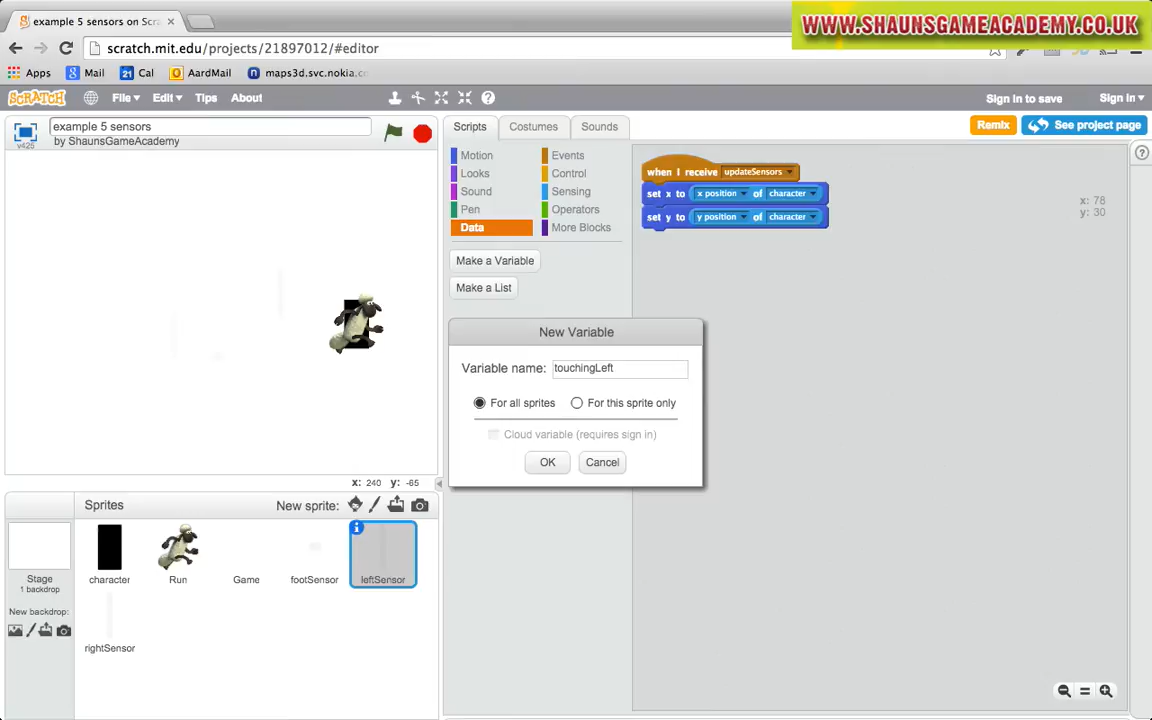 example 5 sensors on Scra
WWW.SHAUNSGAMEACADEMY.CO.UK
scratch.mit.edu/projects/21897012/#editor
Apps
Mail
21 Cal
AardMail
maps3d.svc.nokia.cn
SCRATCH
File
Edit
Tips
About
Sign in to save
Sign in
v425
example 5 sensors
by ShaunsGameAcademy
Scripts
Costumes
Sounds
Remix
See project page
Motion
Events
Looks
Control
Sound
Sensing
Pen
Operators
Data
More Blocks
Make a Variable
Make a List
when I receive updateSensors
set x to x position of character
set y to y position of character
x: 78
y: 30
New Variable
Variable name: touchingLeft
For all sprites
For this sprite only
Cloud variable (requires sign in)
OK
Cancel
x: 240 y: -65
Sprites
New sprite:
Stage
1 backdrop
New backdrop:
character
Run
Game
footSensor
leftSensor
rightSensor